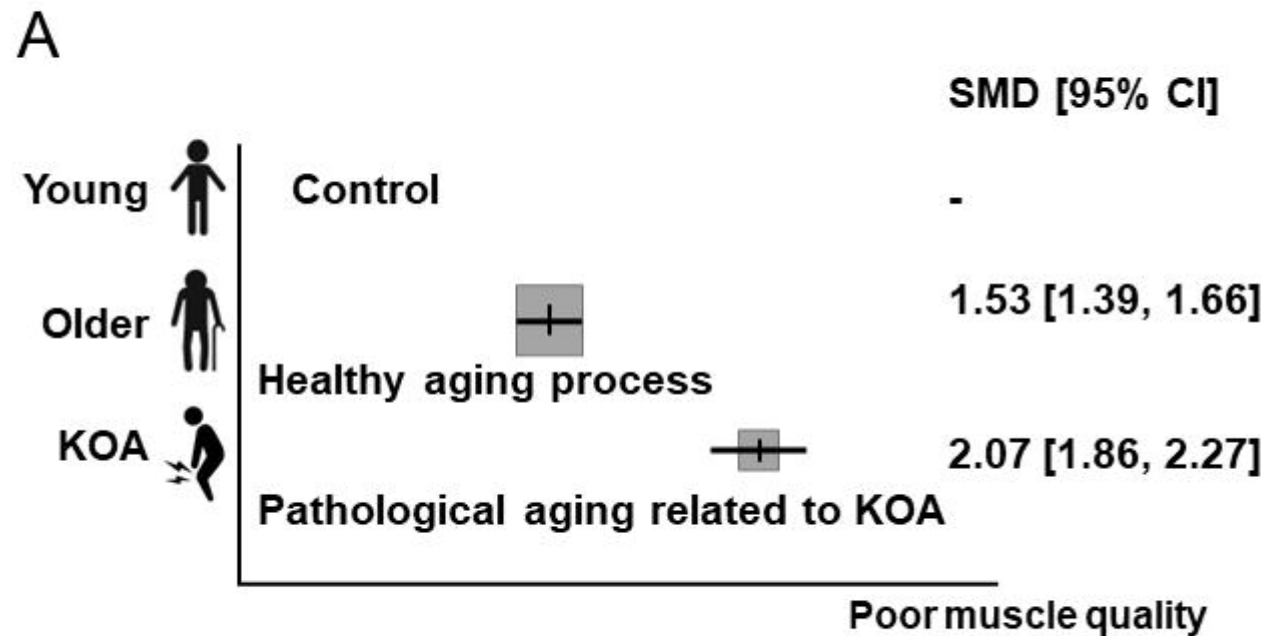 A
SMD [95% CI]
Young Control -
Older 1.53 [1.39, 1.66]
Healthy aging process
KOA 2.07 [1.86, 2.27]
Pathological aging related to KOA
Poor muscle quality